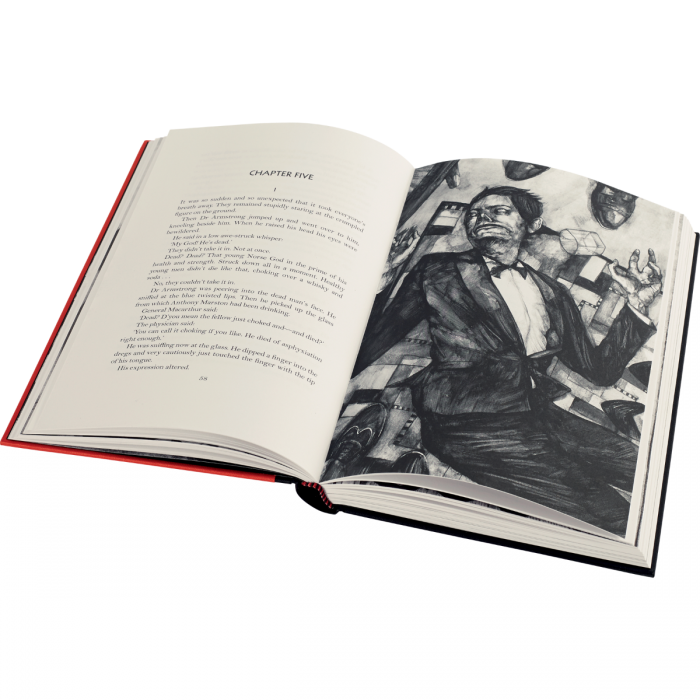 CHAPTER FIVE
I
It was so sudden and so unexpected that it took everyone's
breath away. They remained stupidly staring at the crumpled
figure on the ground.
Then Dr Armstrong jumped up and went over to him,
kneeling beside him. When he raised his head his eyes were
bewildered.
He said in a low awe-struck whisper:
'My God! He's dead.'
They didn't take it in. Not at once.
Dead? Dead? That young Norse God in the prime of his
health and strength. Struck down all in a moment. Healthy
young men didn't die like that, choking over a whisky and
soda ...
No, they couldn't take it in.
Dr Armstrong was peering into the dead man's face. He
sniffed at the blue twisted lips. Then he picked up the glass
from which Anthony Marston had been drinking.
General Macarthur said:
'Dead? D'you mean the fellow just choked and—and died?'
The physician said:
'You can call it choking if you like. He died of asphyxiation
right enough.'
He was sniffing now at the glass. He dipped a finger into the
dregs and very cautiously just touched the finger with the tip
of his tongue.
His expression altered.